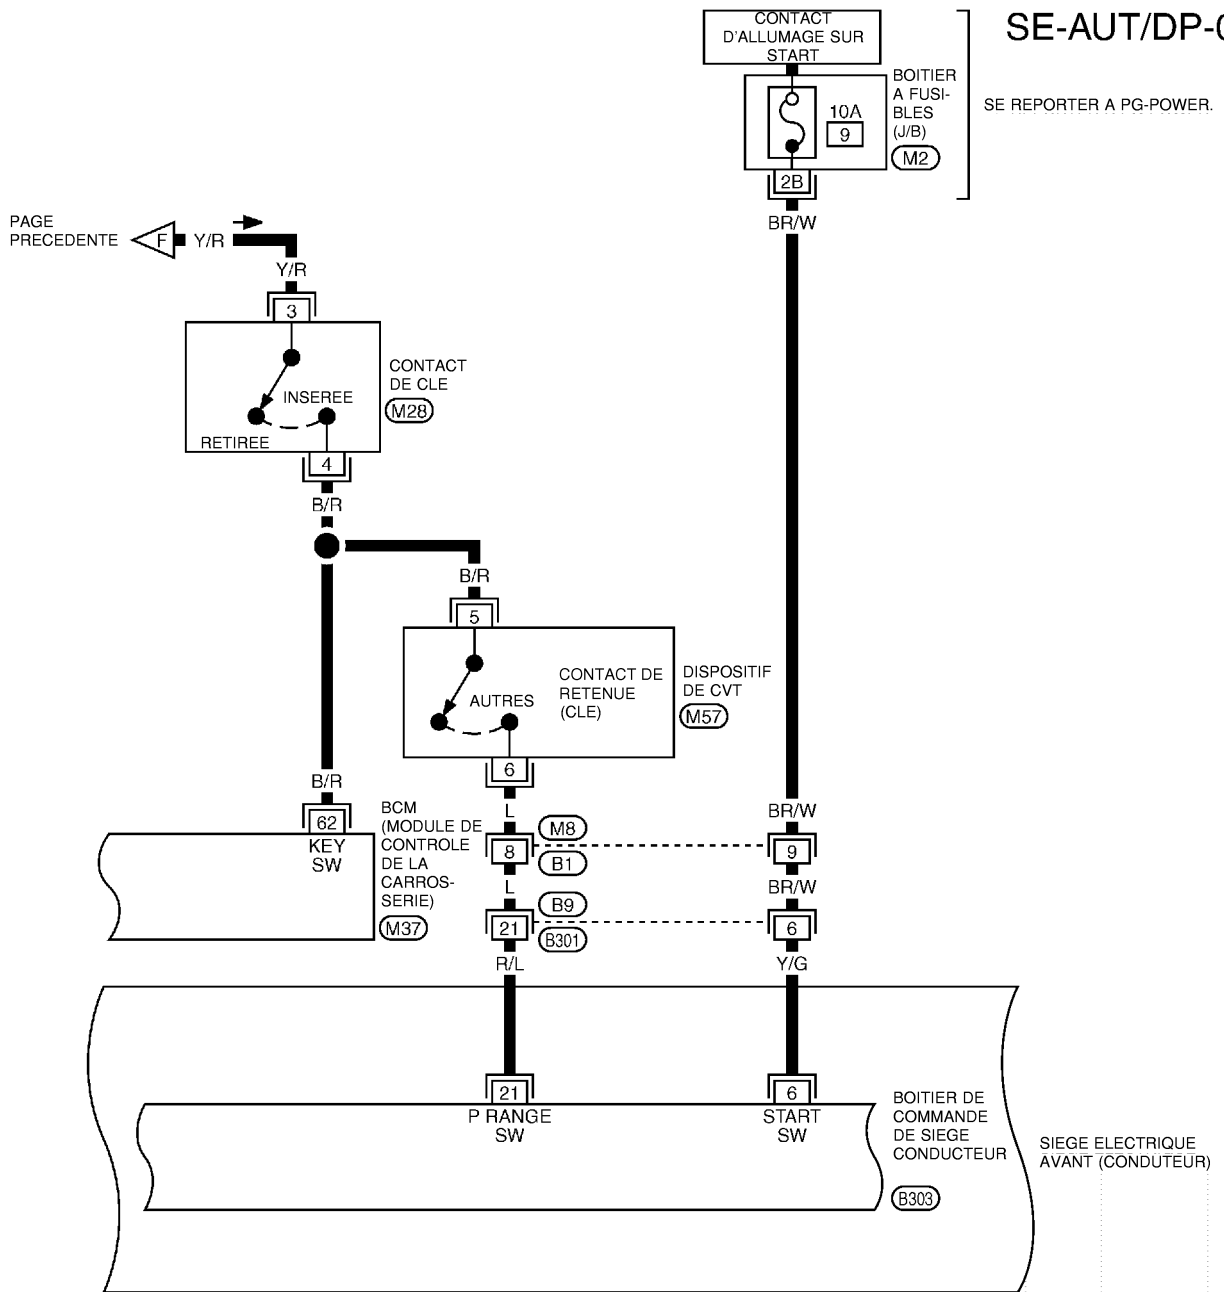 CONTACT
D'ALLUMAGE SUR
START
SE-AUT/DP-0
BOITIER
A FUSI-
BLES
(J/B)
M2
10A
9
SE REPORTER A PG-POWER.
2B
BR/W
PAGE
PRECEDENTE
F
Y/R
Y/R
3
CONTACT
DE CLE
M28
INSEREE
RETIREE
4
B/R
B/R
5
CONTACT DE
RETENUE
(CLE)
AUTRES
DISPOSITIF
DE CVT
M57
6
B/R
62
KEY
SW
BCM
(MODULE DE
CONTROLE
DE LA
CARROS-
SERIE)
M37
L
M8
8
B1
L
B9
21
B301
R/L
BR/W
9
BR/W
6
Y/G
21
P RANGE
SW
6
START
SW
BOITIER DE
COMMANDE
DE SIEGE
CONDUCTEUR
B303
SIEGE ELECTRIQUE
AVANT (CONDUTEUR)